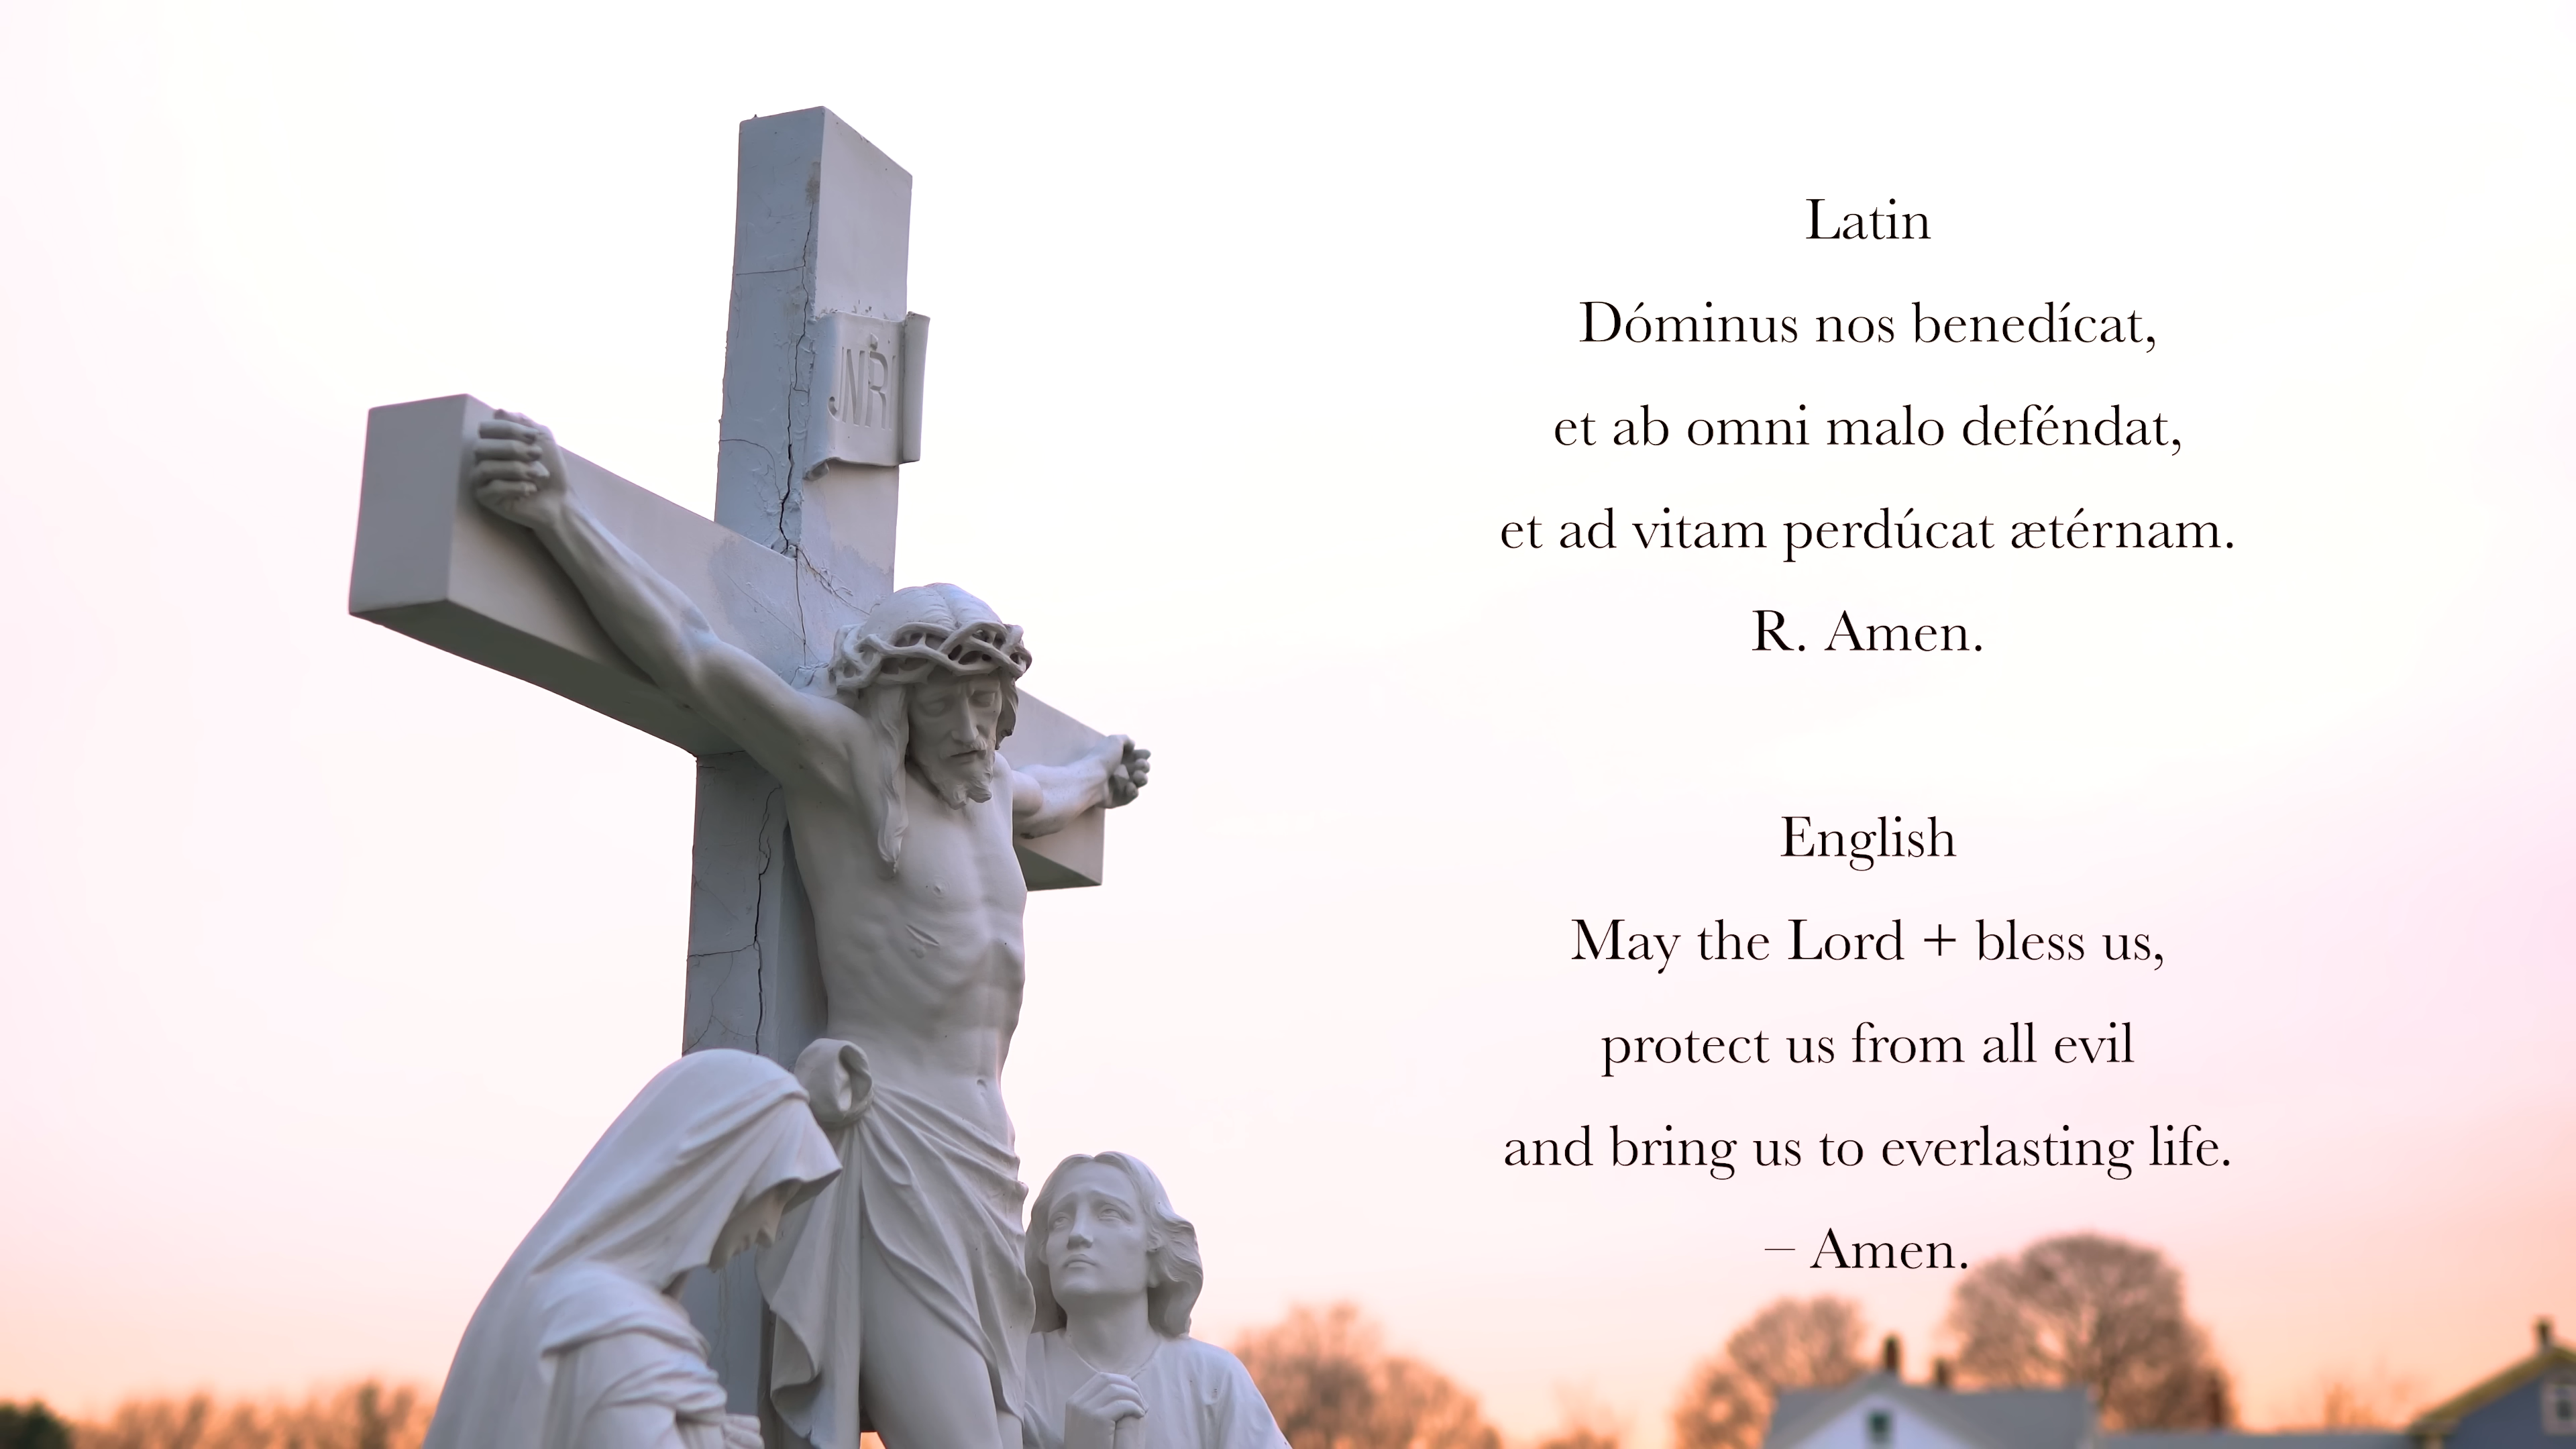 JNRI
Latin
Dóminus nos benedícat,
et ab omni malo deféndat,
et ad vitam perdúcat ætérnam.
R. Amen.
English
May the Lord + bless us,
protect us from all evil
and bring us to everlasting life.
– Amen.